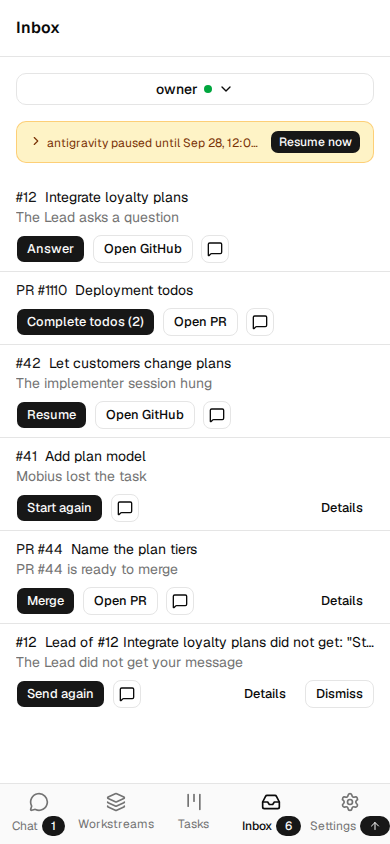 Inbox
owner
antigravity paused until Sep 28, 12:0... Resume now
#12 Integrate loyalty plans
The Lead asks a question
Answer Open GitHub
PR #1110 Deployment todos
Complete todos (2) Open PR
#42 Let customers change plans
The implementer session hung
Resume Open GitHub
#41 Add plan model
Mobius lost the task
Start again Details
PR #44 Name the plan tiers
PR #44 is ready to merge
Merge Open PR Details
#12 Lead of #12 Integrate loyalty plans did not get: "St...
The Lead did not get your message
Send again Details Dismiss
Chat 1 Workstreams Tasks Inbox 6 Settings ↑